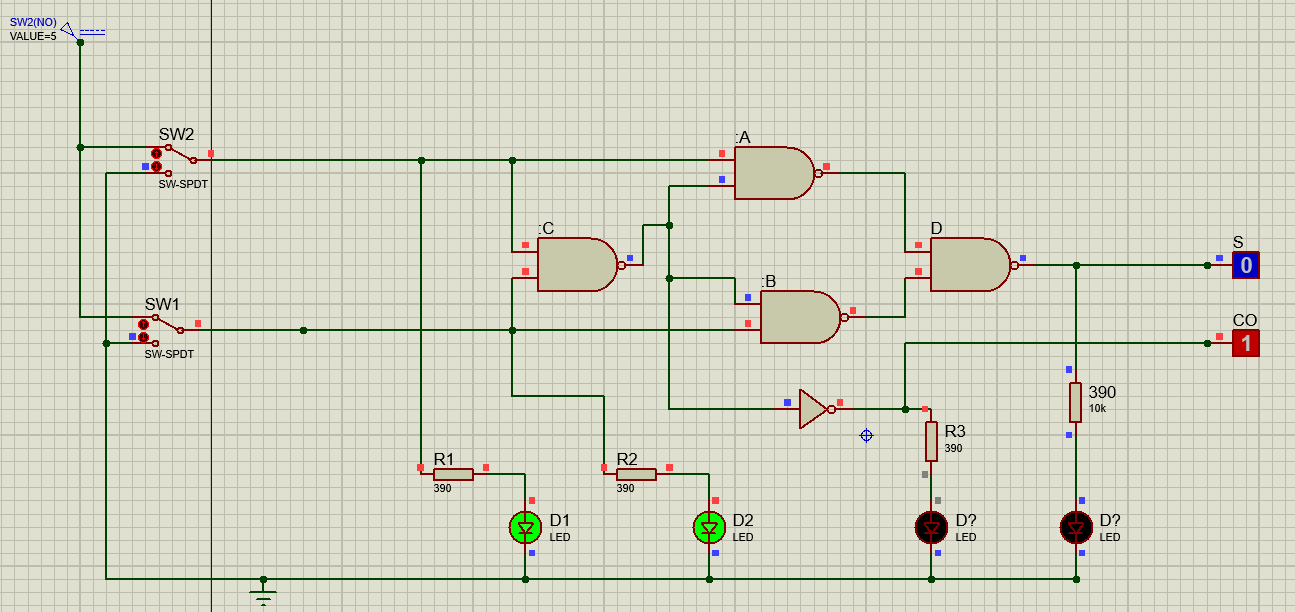 SW2(NO)
VALUE=5
SW2
SW-SPDT
:A
:C
D
S
0
:B
SW1
SW-SPDT
CO
1
390
10k
R3
390
R1
390
R2
390
D1
LED
D2
LED
D?
LED
D?
LED